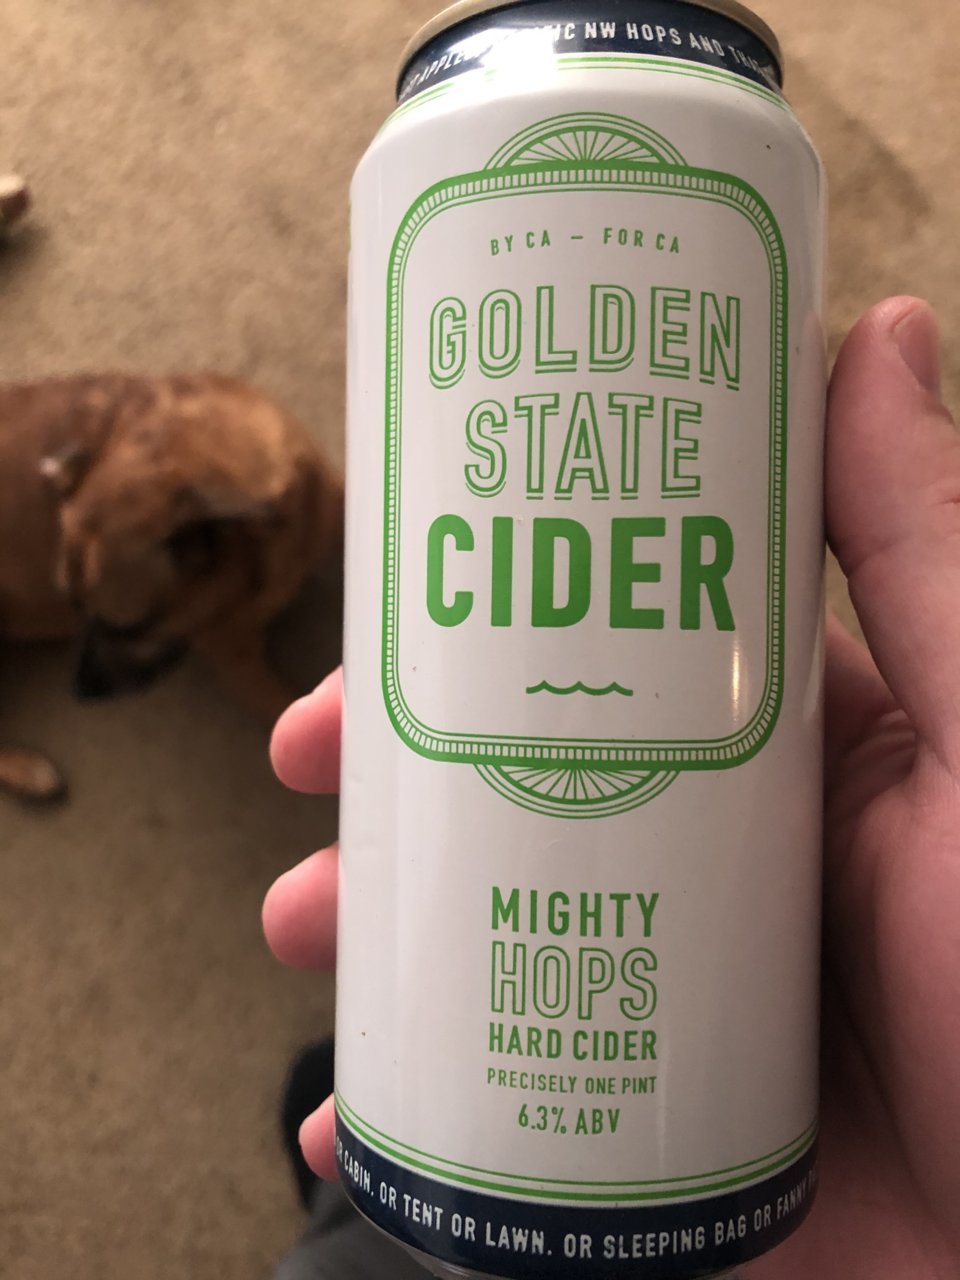 NW HOPS AND
BY CA – FOR CA
GOLDEN
STATE
CIDER
MIGHTY
HOPS
HARD CIDER
PRECISELY ONE PINT
6.3% ABV
OR CABIN. OR TENT OR LAWN. OR SLEEPING BAG OR FANNY